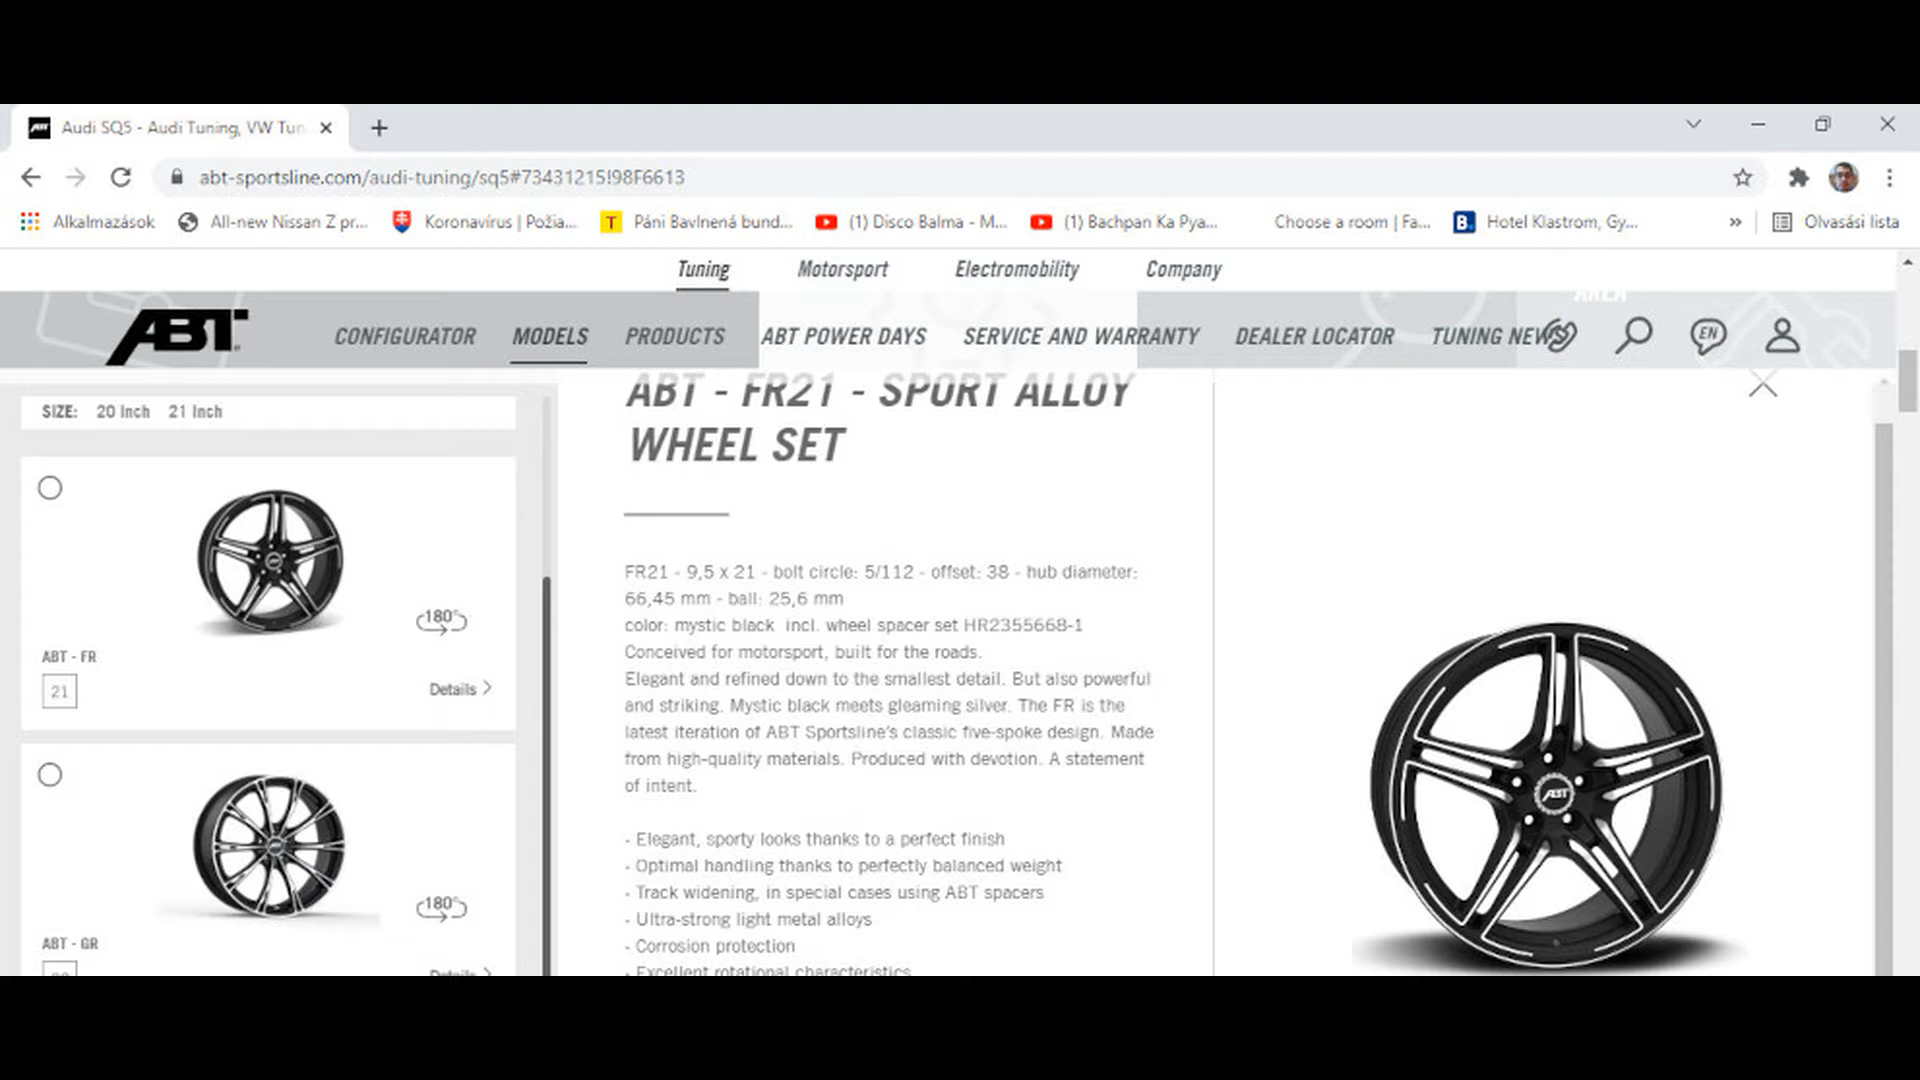 Audi SQ5 - Audi Tuning, VW Tun
abt-sportsline.com/audi-tuning/sq5#73431215!98F6613
Alkalmazások All-new Nissan Z pr... Koronavírus | Požia... Páni Bavlnená bund... (1) Disco Balma - M... (1) Bachpan Ka Pya... Choose a room | Fa... B. Hotel Klastrom, Gy... » Olvasási lista
Tuning Motorsport Electromobility Company
ABT CONFIGURATOR MODELS PRODUCTS ABT POWER DAYS SERVICE AND WARRANTY DEALER LOCATOR TUNING NEWS EN
ABT - FR21 - SPORT ALLOY
WHEEL SET
SIZE: 20 Inch 21 Inch
180°
ABT - FR
21
Details
180°
ABT - GR
Details
FR21 - 9,5 x 21 - bolt circle: 5/112 - offset: 38 - hub diameter:
66,45 mm - ball: 25,6 mm
color: mystic black incl. wheel spacer set HR2355668-1
Conceived for motorsport, built for the roads.
Elegant and refined down to the smallest detail. But also powerful
and striking. Mystic black meets gleaming silver. The FR is the
latest iteration of ABT Sportsline's classic five-spoke design. Made
from high-quality materials. Produced with devotion. A statement
of intent.
- Elegant, sporty looks thanks to a perfect finish
- Optimal handling thanks to perfectly balanced weight
- Track widening, in special cases using ABT spacers
- Ultra-strong light metal alloys
- Corrosion protection
- Excellent rotational characteristics
ABT